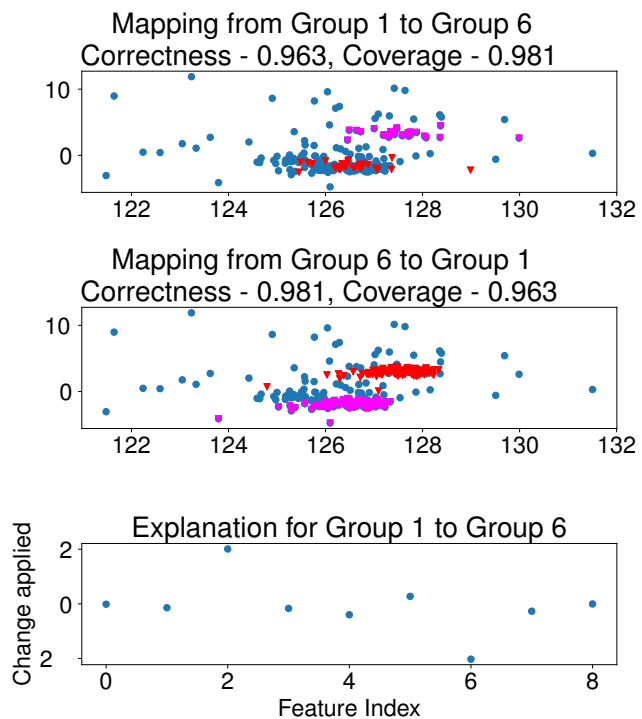 Mapping from Group 1 to Group 6
Correctness - 0.963, Coverage - 0.981
10
0
122 124 126 128 130 132
Mapping from Group 6 to Group 1
Correctness - 0.981, Coverage - 0.963
10
0
122 124 126 128 130 132
Explanation for Group 1 to Group 6
Change applied
2
0
2
0 2 4 6 8
Feature Index